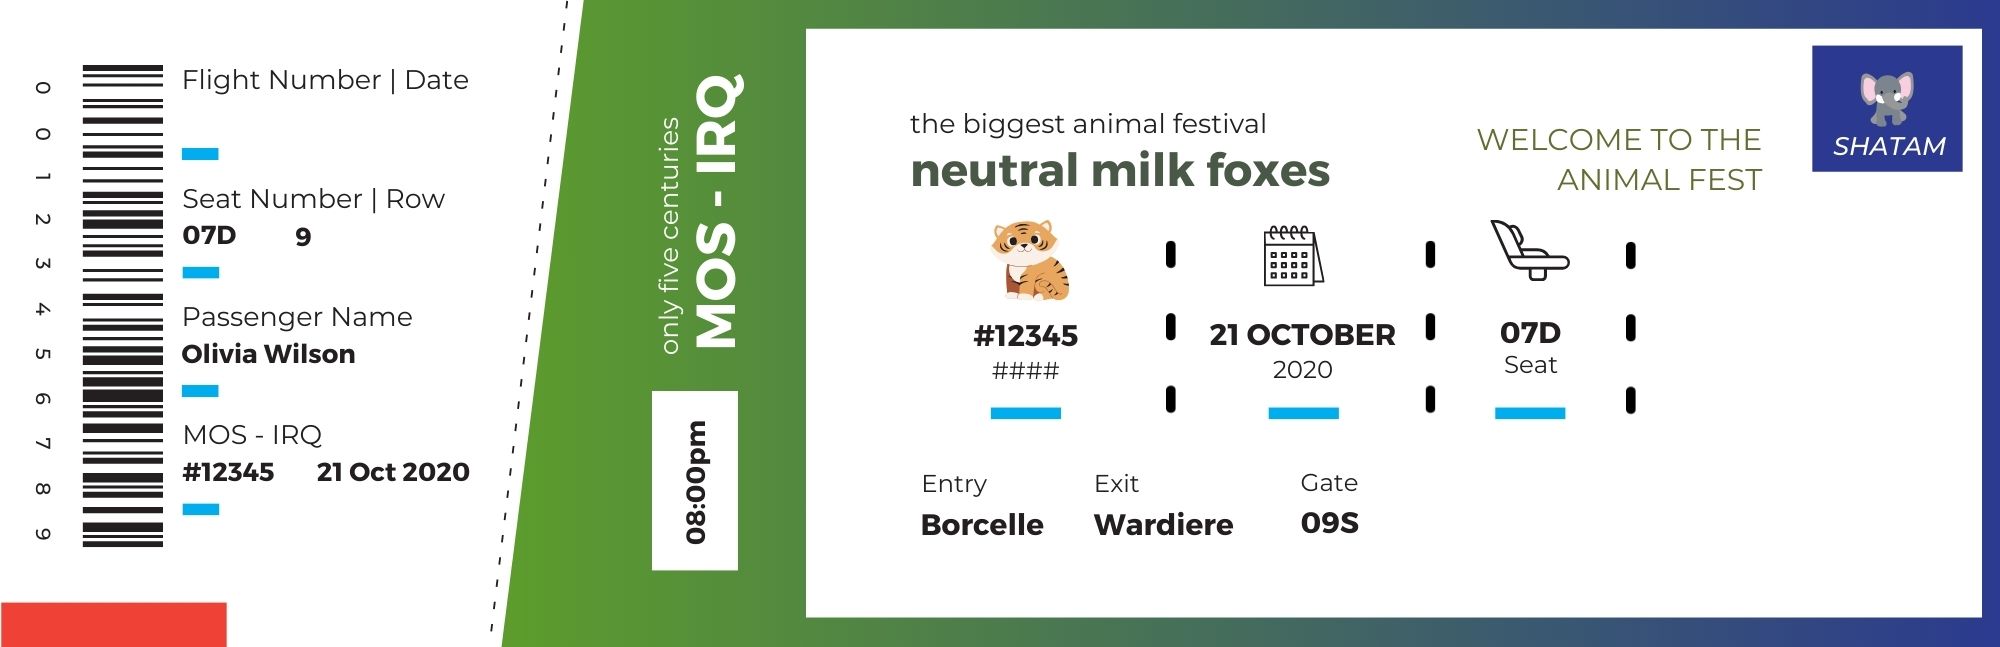 0 0 1 2 3 4 5 6 7 8 9
Flight Number | Date
Seat Number | Row
07D 9
Passenger Name
Olivia Wilson
MOS - IRQ
#12345 21 Oct 2020
only five centuries
MOS - IRQ
08:00pm
the biggest animal festival
neutral milk foxes
WELCOME TO THE
ANIMAL FEST
SHATAM
#12345
####
21 OCTOBER
2020
07D
Seat
Entry
Borcelle
Exit
Wardiere
Gate
09S